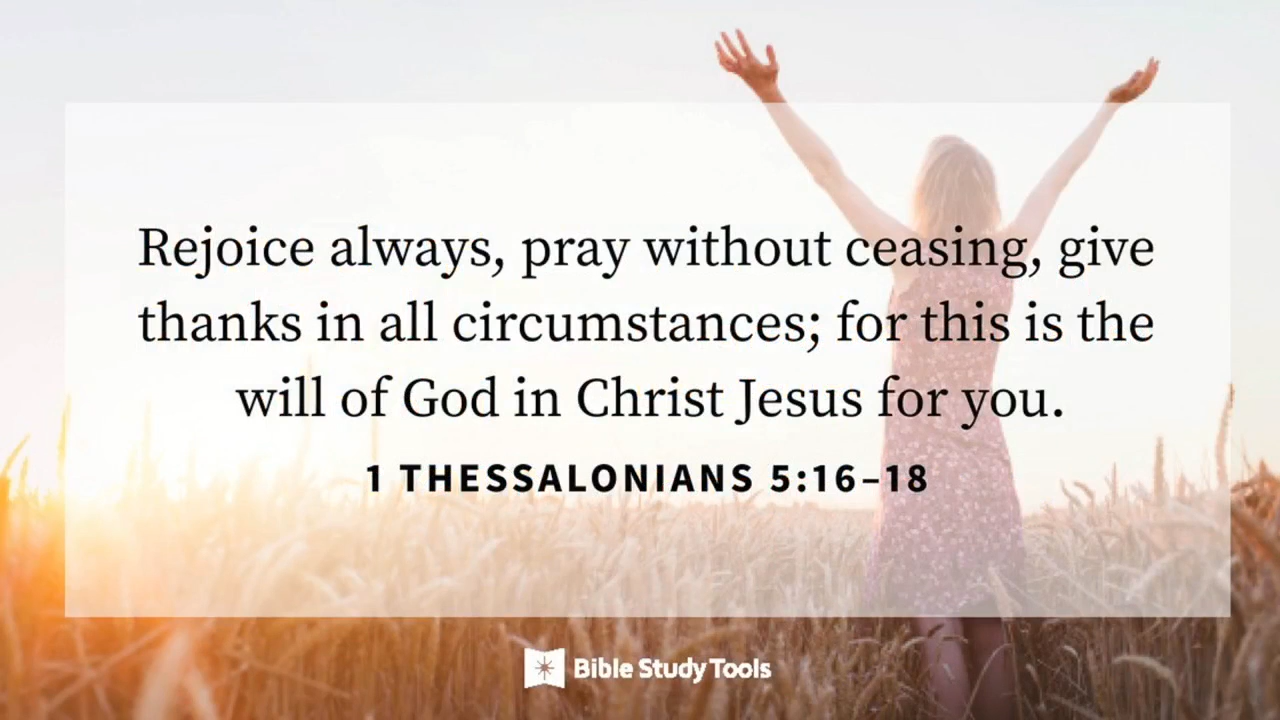 Rejoice always, pray without ceasing, give
thanks in all circumstances; for this is the
will of God in Christ Jesus for you.
1 THESSALONIANS 5:16–18
Bible Study Tools